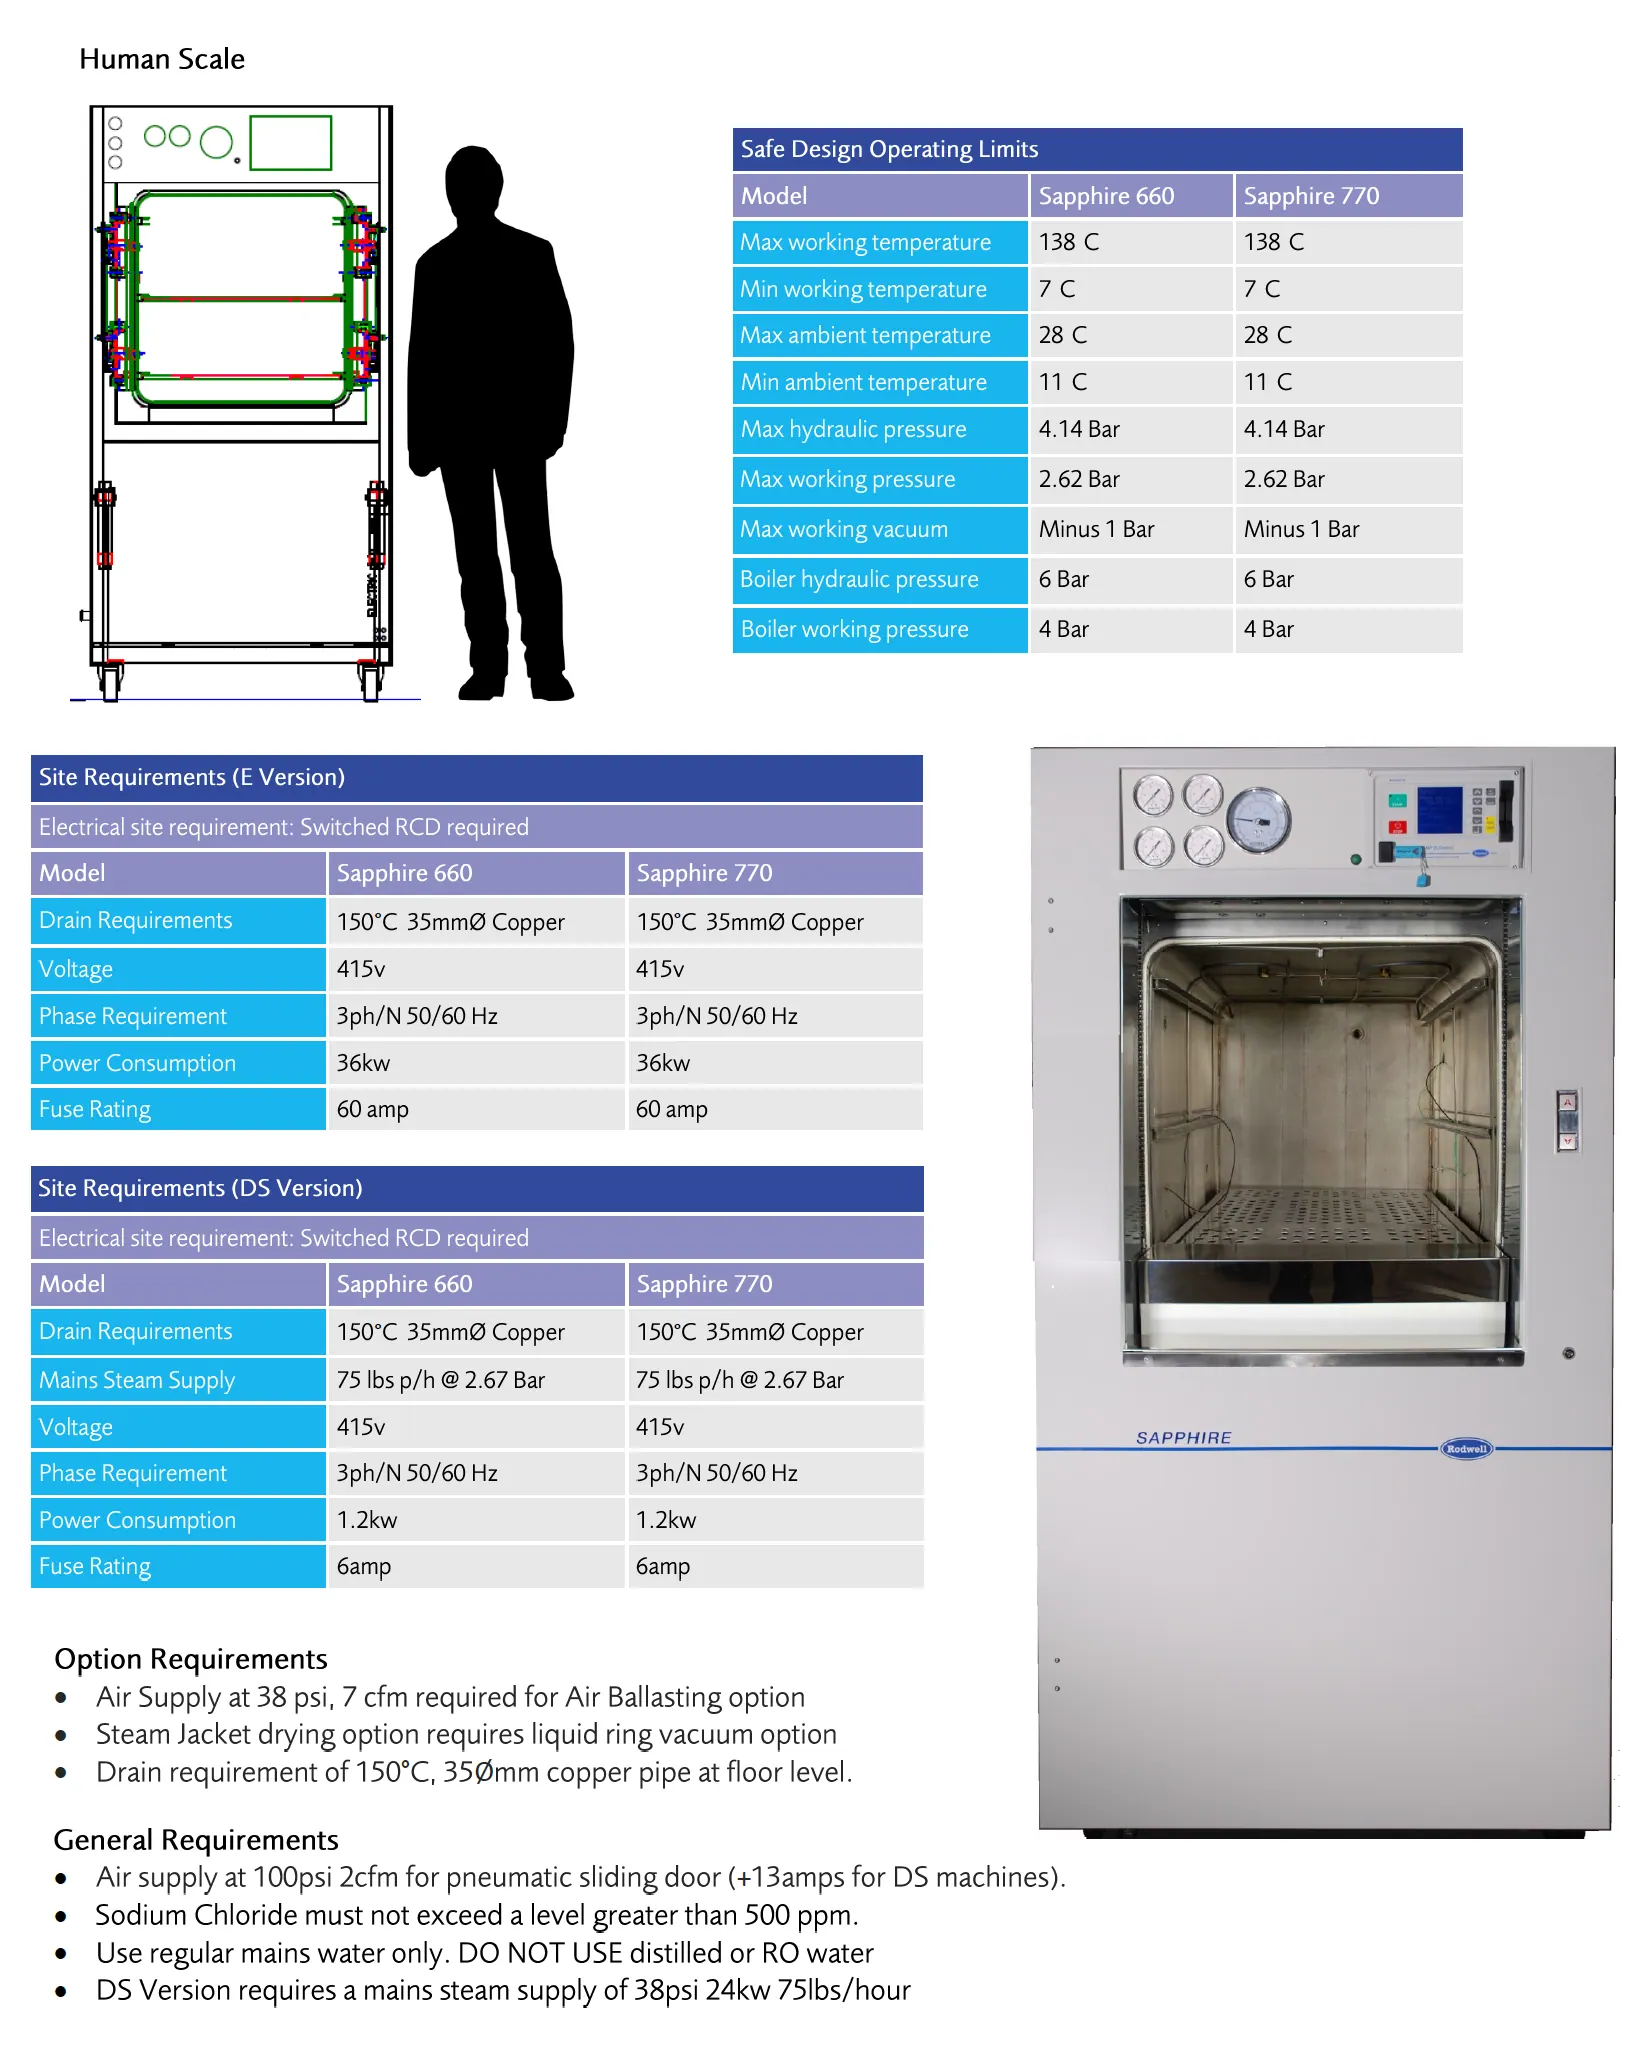 Human Scale
ELECTRIC
Safe Design Operating Limits
Model Sapphire 660 Sapphire 770
Max working temperature 138 C 138 C
Min working temperature 7 C 7 C
Max ambient temperature 28 C 28 C
Min ambient temperature 11 C 11 C
Max hydraulic pressure 4.14 Bar 4.14 Bar
Max working pressure 2.62 Bar 2.62 Bar
Max working vacuum Minus 1 Bar Minus 1 Bar
Boiler hydraulic pressure 6 Bar 6 Bar
Boiler working pressure 4 Bar 4 Bar
Site Requirements (E Version)
Electrical site requirement: Switched RCD required
Model Sapphire 660 Sapphire 770
Drain Requirements 150°C 35mmØ Copper 150°C 35mmØ Copper
Voltage 415v 415v
Phase Requirement 3ph/N 50/60 Hz 3ph/N 50/60 Hz
Power Consumption 36kw 36kw
Fuse Rating 60 amp 60 amp
Site Requirements (DS Version)
Electrical site requirement: Switched RCD required
Model Sapphire 660 Sapphire 770
Drain Requirements 150°C 35mmØ Copper 150°C 35mmØ Copper
Mains Steam Supply 75 lbs p/h @ 2.67 Bar 75 lbs p/h @ 2.67 Bar
Voltage 415v 415v
Phase Requirement 3ph/N 50/60 Hz 3ph/N 50/60 Hz
Power Consumption 1.2kw 1.2kw
Fuse Rating 6amp 6amp
SAPPHIRE
Rodwell
Option Requirements
• Air Supply at 38 psi, 7 cfm required for Air Ballasting option
• Steam Jacket drying option requires liquid ring vacuum option
• Drain requirement of 150°C, 35Ømm copper pipe at floor level.
General Requirements
• Air supply at 100psi 2cfm for pneumatic sliding door (+13amps for DS machines).
• Sodium Chloride must not exceed a level greater than 500 ppm.
• Use regular mains water only. DO NOT USE distilled or RO water
• DS Version requires a mains steam supply of 38psi 24kw 75lbs/hour